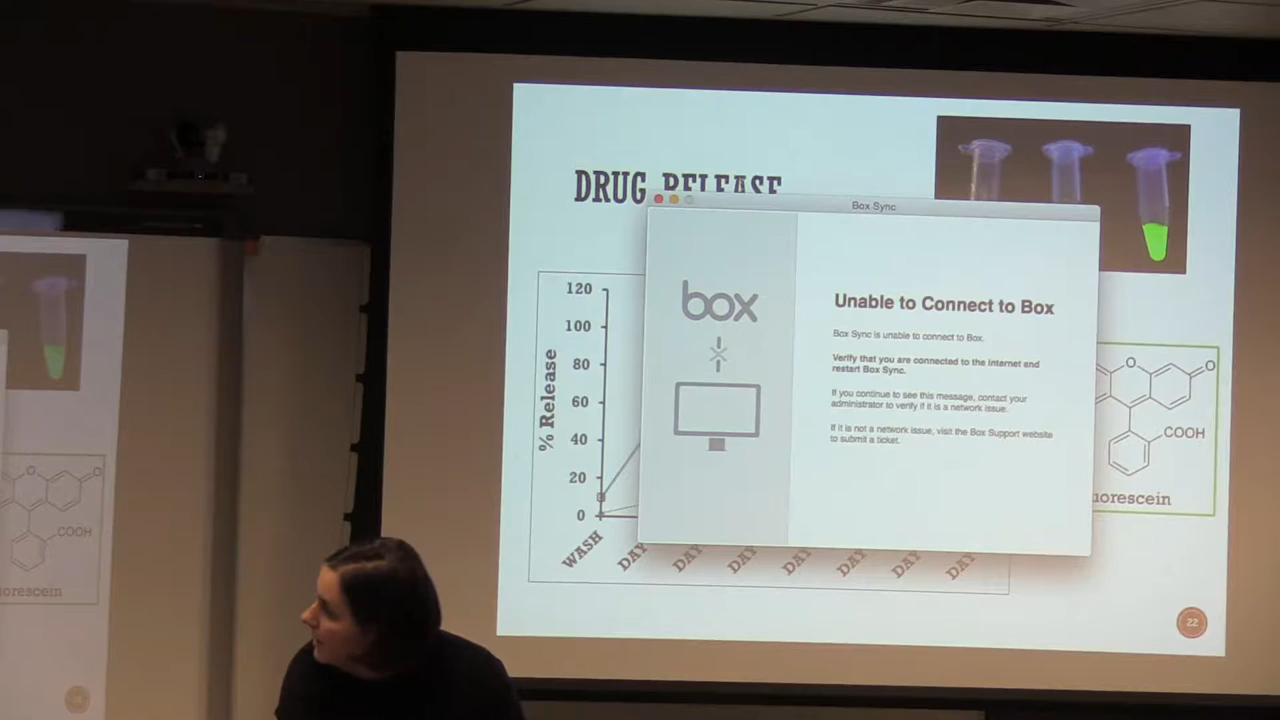 DRUG RELEASE
Box Sync
box
Unable to Connect to Box
Box Sync is unable to connect to Box.
Verify that you are connected to the Internet and
restart Box Sync.
If you continue to see this message, contact your
administrator to verify if it is a network issue.
If it is not a network issue, visit the Box Support website
to submit a ticket.
% Release
120
100
80
60
40
20
0
WASH
DAY
DAY
DAY
DAY
DAY
DAY
DAY
O
O
COOH
uorescein
22
O
O
COOH
orescein